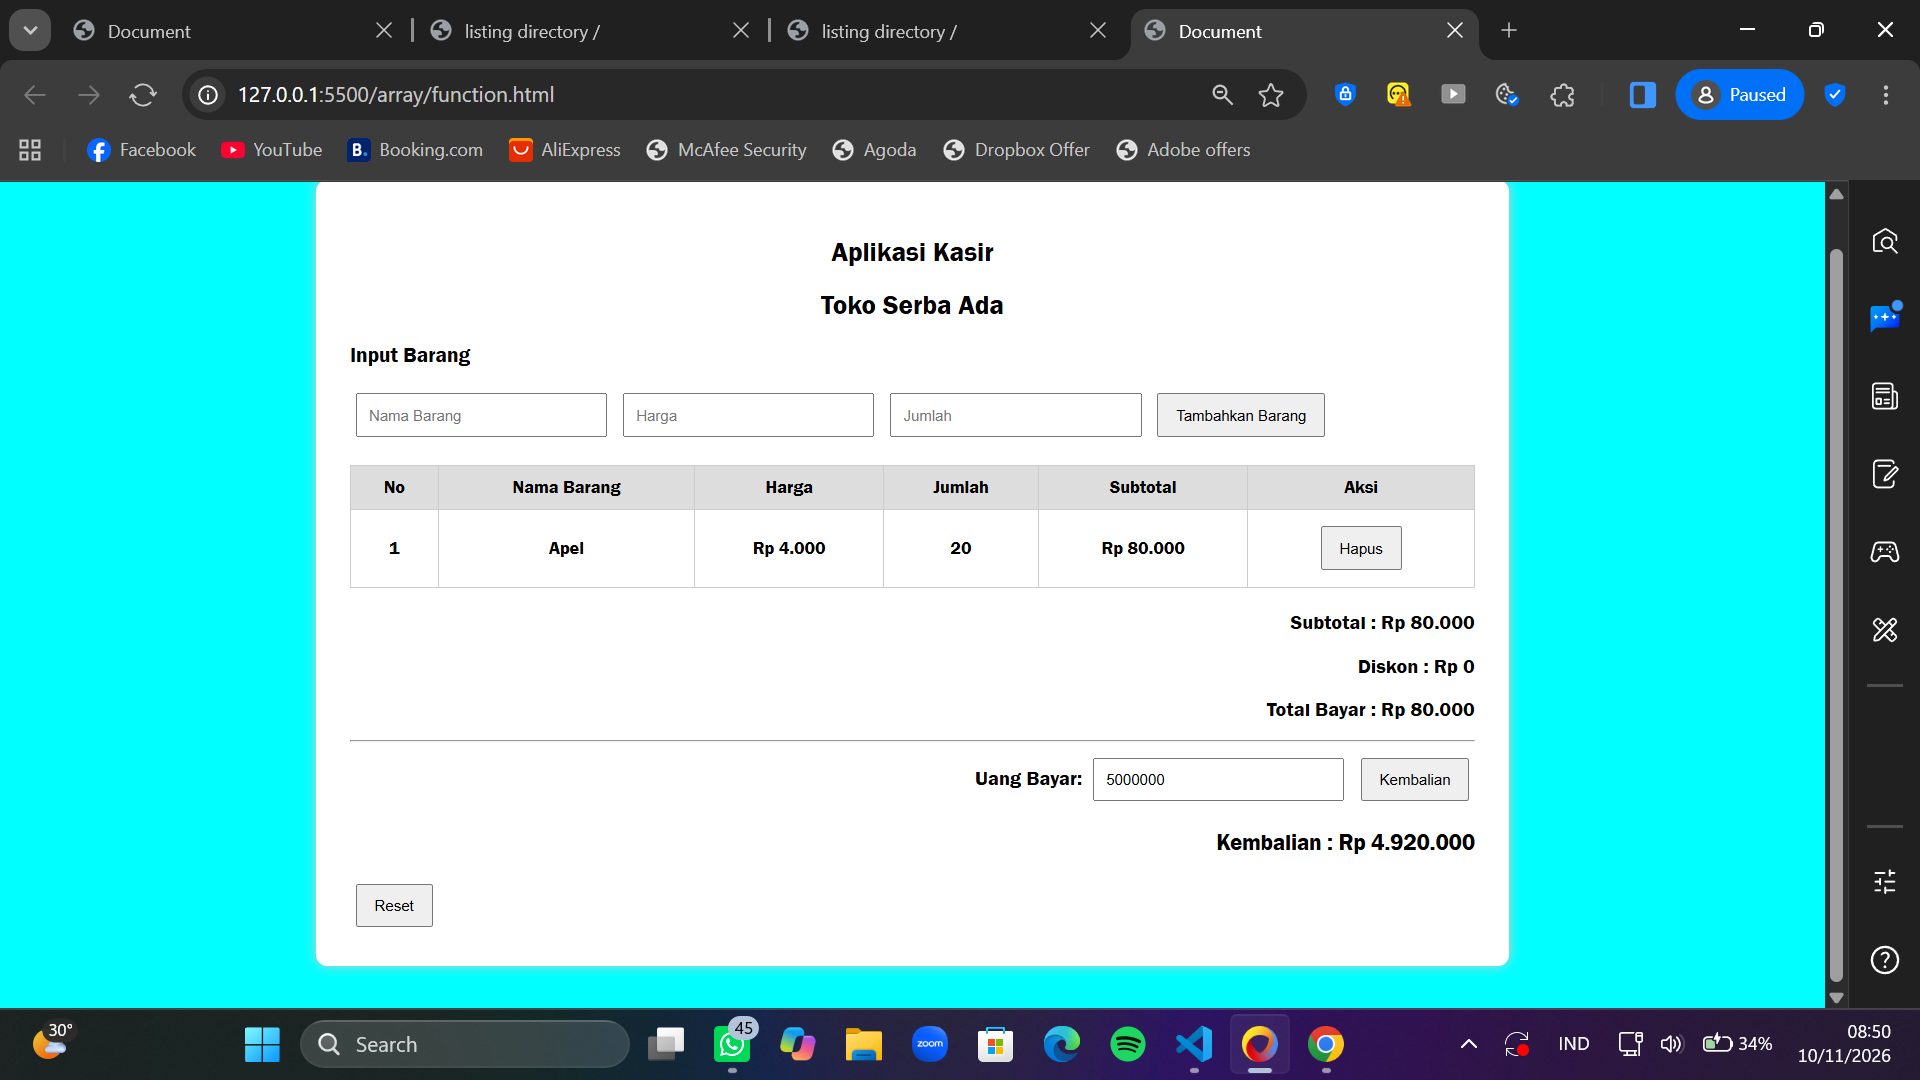 Document
listing directory /
listing directory /
Document
127.0.0.1:5500/array/function.html
Paused
Facebook
YouTube
B. Booking.com
AliExpress
McAfee Security
Agoda
Dropbox Offer
Adobe offers
Aplikasi Kasir
Toko Serba Ada
Input Barang
Nama Barang Harga Jumlah Tambahkan Barang
No Nama Barang Harga Jumlah Subtotal Aksi
1 Apel Rp 4.000 20 Rp 80.000 Hapus
Subtotal : Rp 80.000
Diskon : Rp 0
Total Bayar : Rp 80.000
Uang Bayar: 5000000 Kembalian
Kembalian : Rp 4.920.000
Reset
30°
Search
45
zoom
IND
34%
08:50
10/11/2026